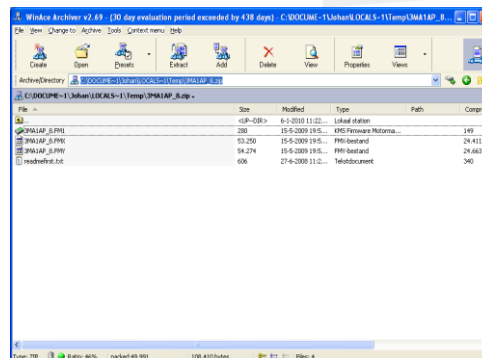 WinAce Archiver v2.69 - (30 day evaluation period exceeded by 438 days) - C:\DOCUME~1\Johan\LOCALS~1\Temp\3MA1AP_8...
File View Change to Archive Tools Context menu Help
Create Open Presets Extract Add Delete View Properties Views
Archive/Directory C:\DOCUME~1\Johan\LOCALS~1\Temp\3MA1AP_8.zip
C:\DOCUME~1\Johan\LOCALS~1\Temp\3MA1AP_8.zip
File Size Modified Type Path Compr
.. <UP-DIR> 6-1-2010 11:22... Lokaal station
3MA1AP_8.FM1 280 15-5-2009 19:5... KMS Firmware Motorma... 149
3MA1AP_8.FMX 53.250 15-5-2009 19:5... FMX-bestand 24.411
3MA1AP_8.FMY 54.274 15-5-2009 19:5... FMY-bestand 24.663
readmefirst.txt 606 27-6-2008 11:2... Tekstdocument 340
Type: ZIP Ratio: 46% packed:49.991 108.410 bytes Files: 4